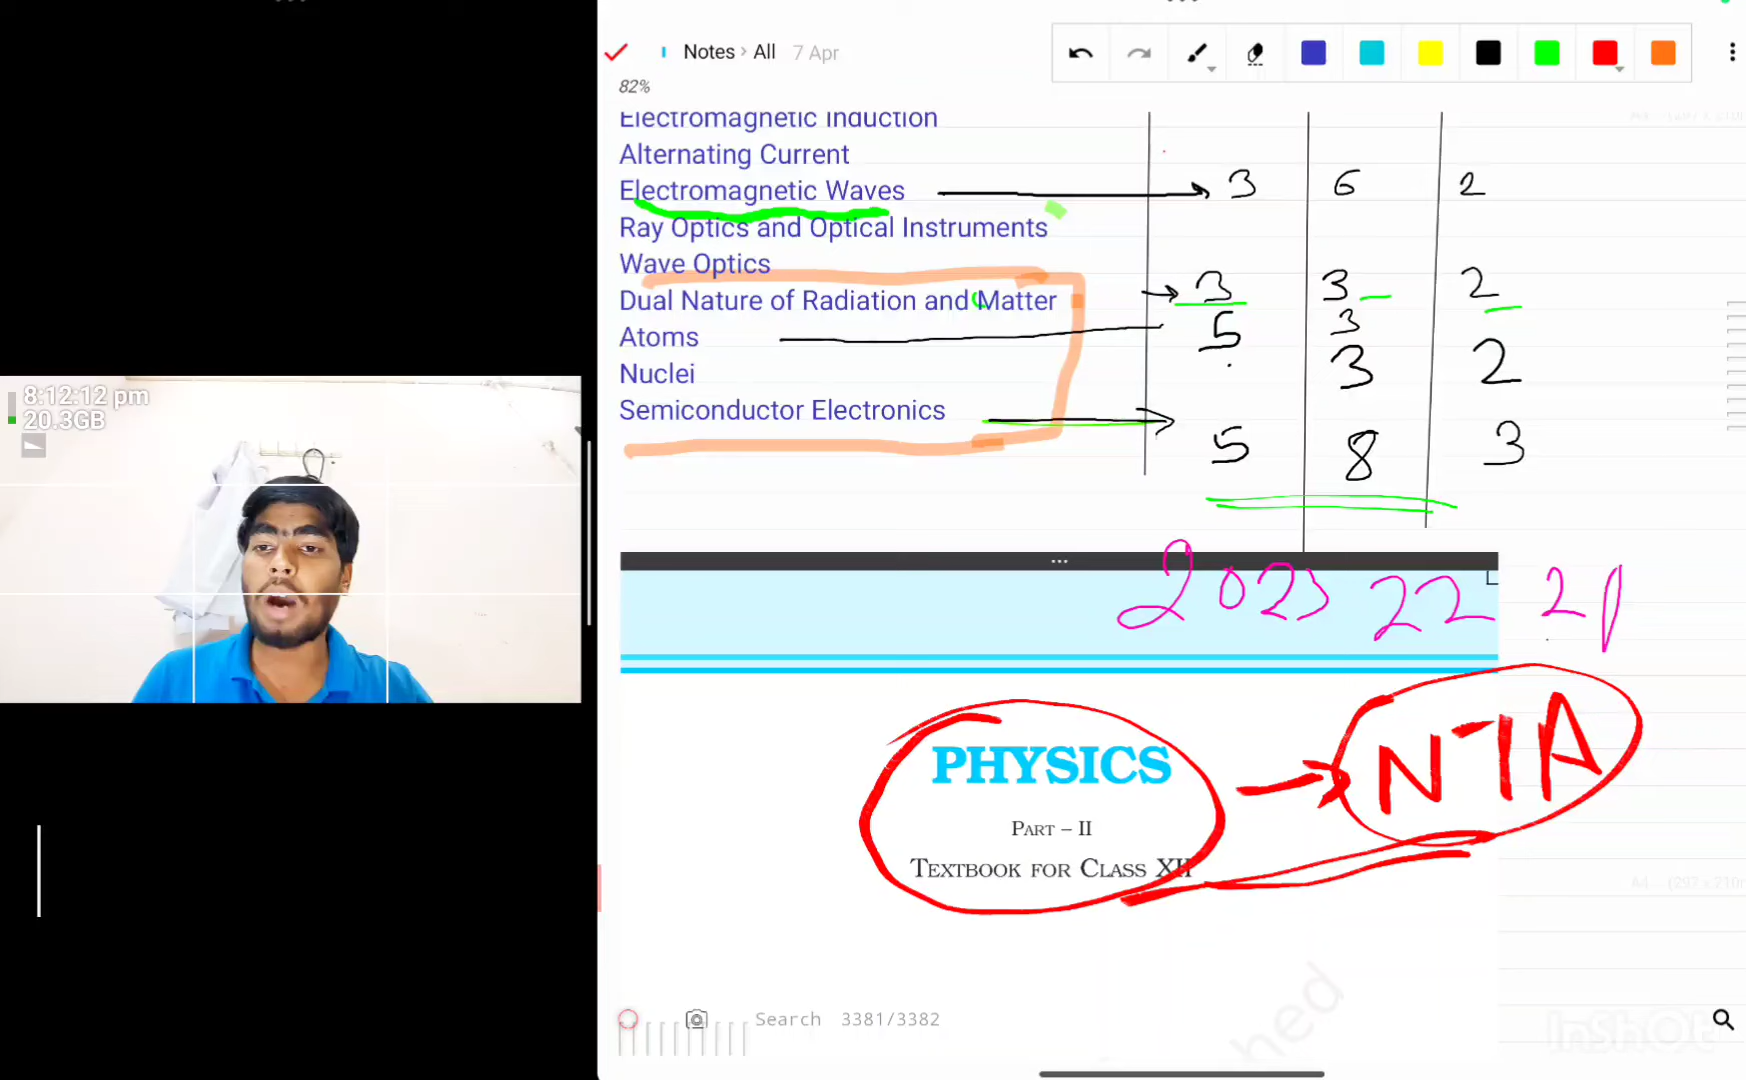 Notes › All 7 Apr
82%
8:12:12 pm
20.3GB
Electromagnetic Induction
Alternating Current
Electromagnetic Waves 3 6 2
Ray Optics and Optical Instruments
Wave Optics
Dual Nature of Radiation and Matter 3 3 2
Atoms 5 3
Nuclei 3 2
Semiconductor Electronics 5 8 3
2023 22 21
PHYSICS
NTA
PART – II
TEXTBOOK FOR CLASS XII
Search 3381/3382
InShOt